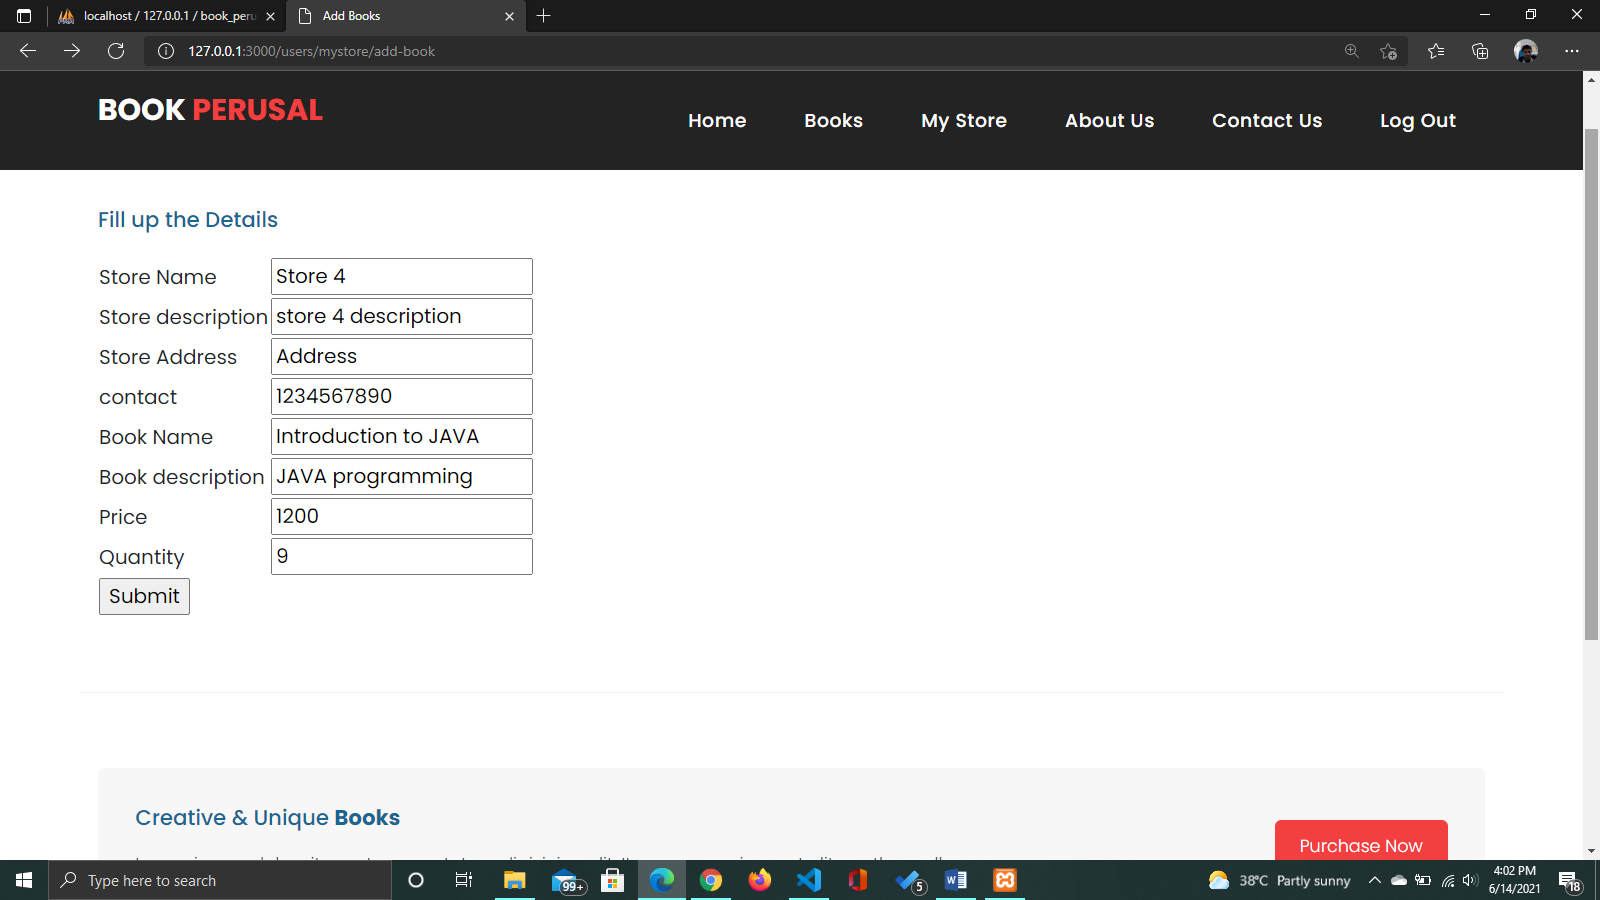 localhost / 127.0.0.1 / book_peru
Add Books
127.0.0.1:3000/users/mystore/add-book
BOOK PERUSAL
Home Books My Store About Us Contact Us Log Out
Fill up the Details
Store Name Store 4
Store description store 4 description
Store Address Address
contact 1234567890
Book Name Introduction to JAVA
Book description JAVA programming
Price 1200
Quantity 9
Submit
Creative & Unique Books
Purchase Now
Type here to search
99+
5
38°C Partly sunny
4:02 PM
6/14/2021
18